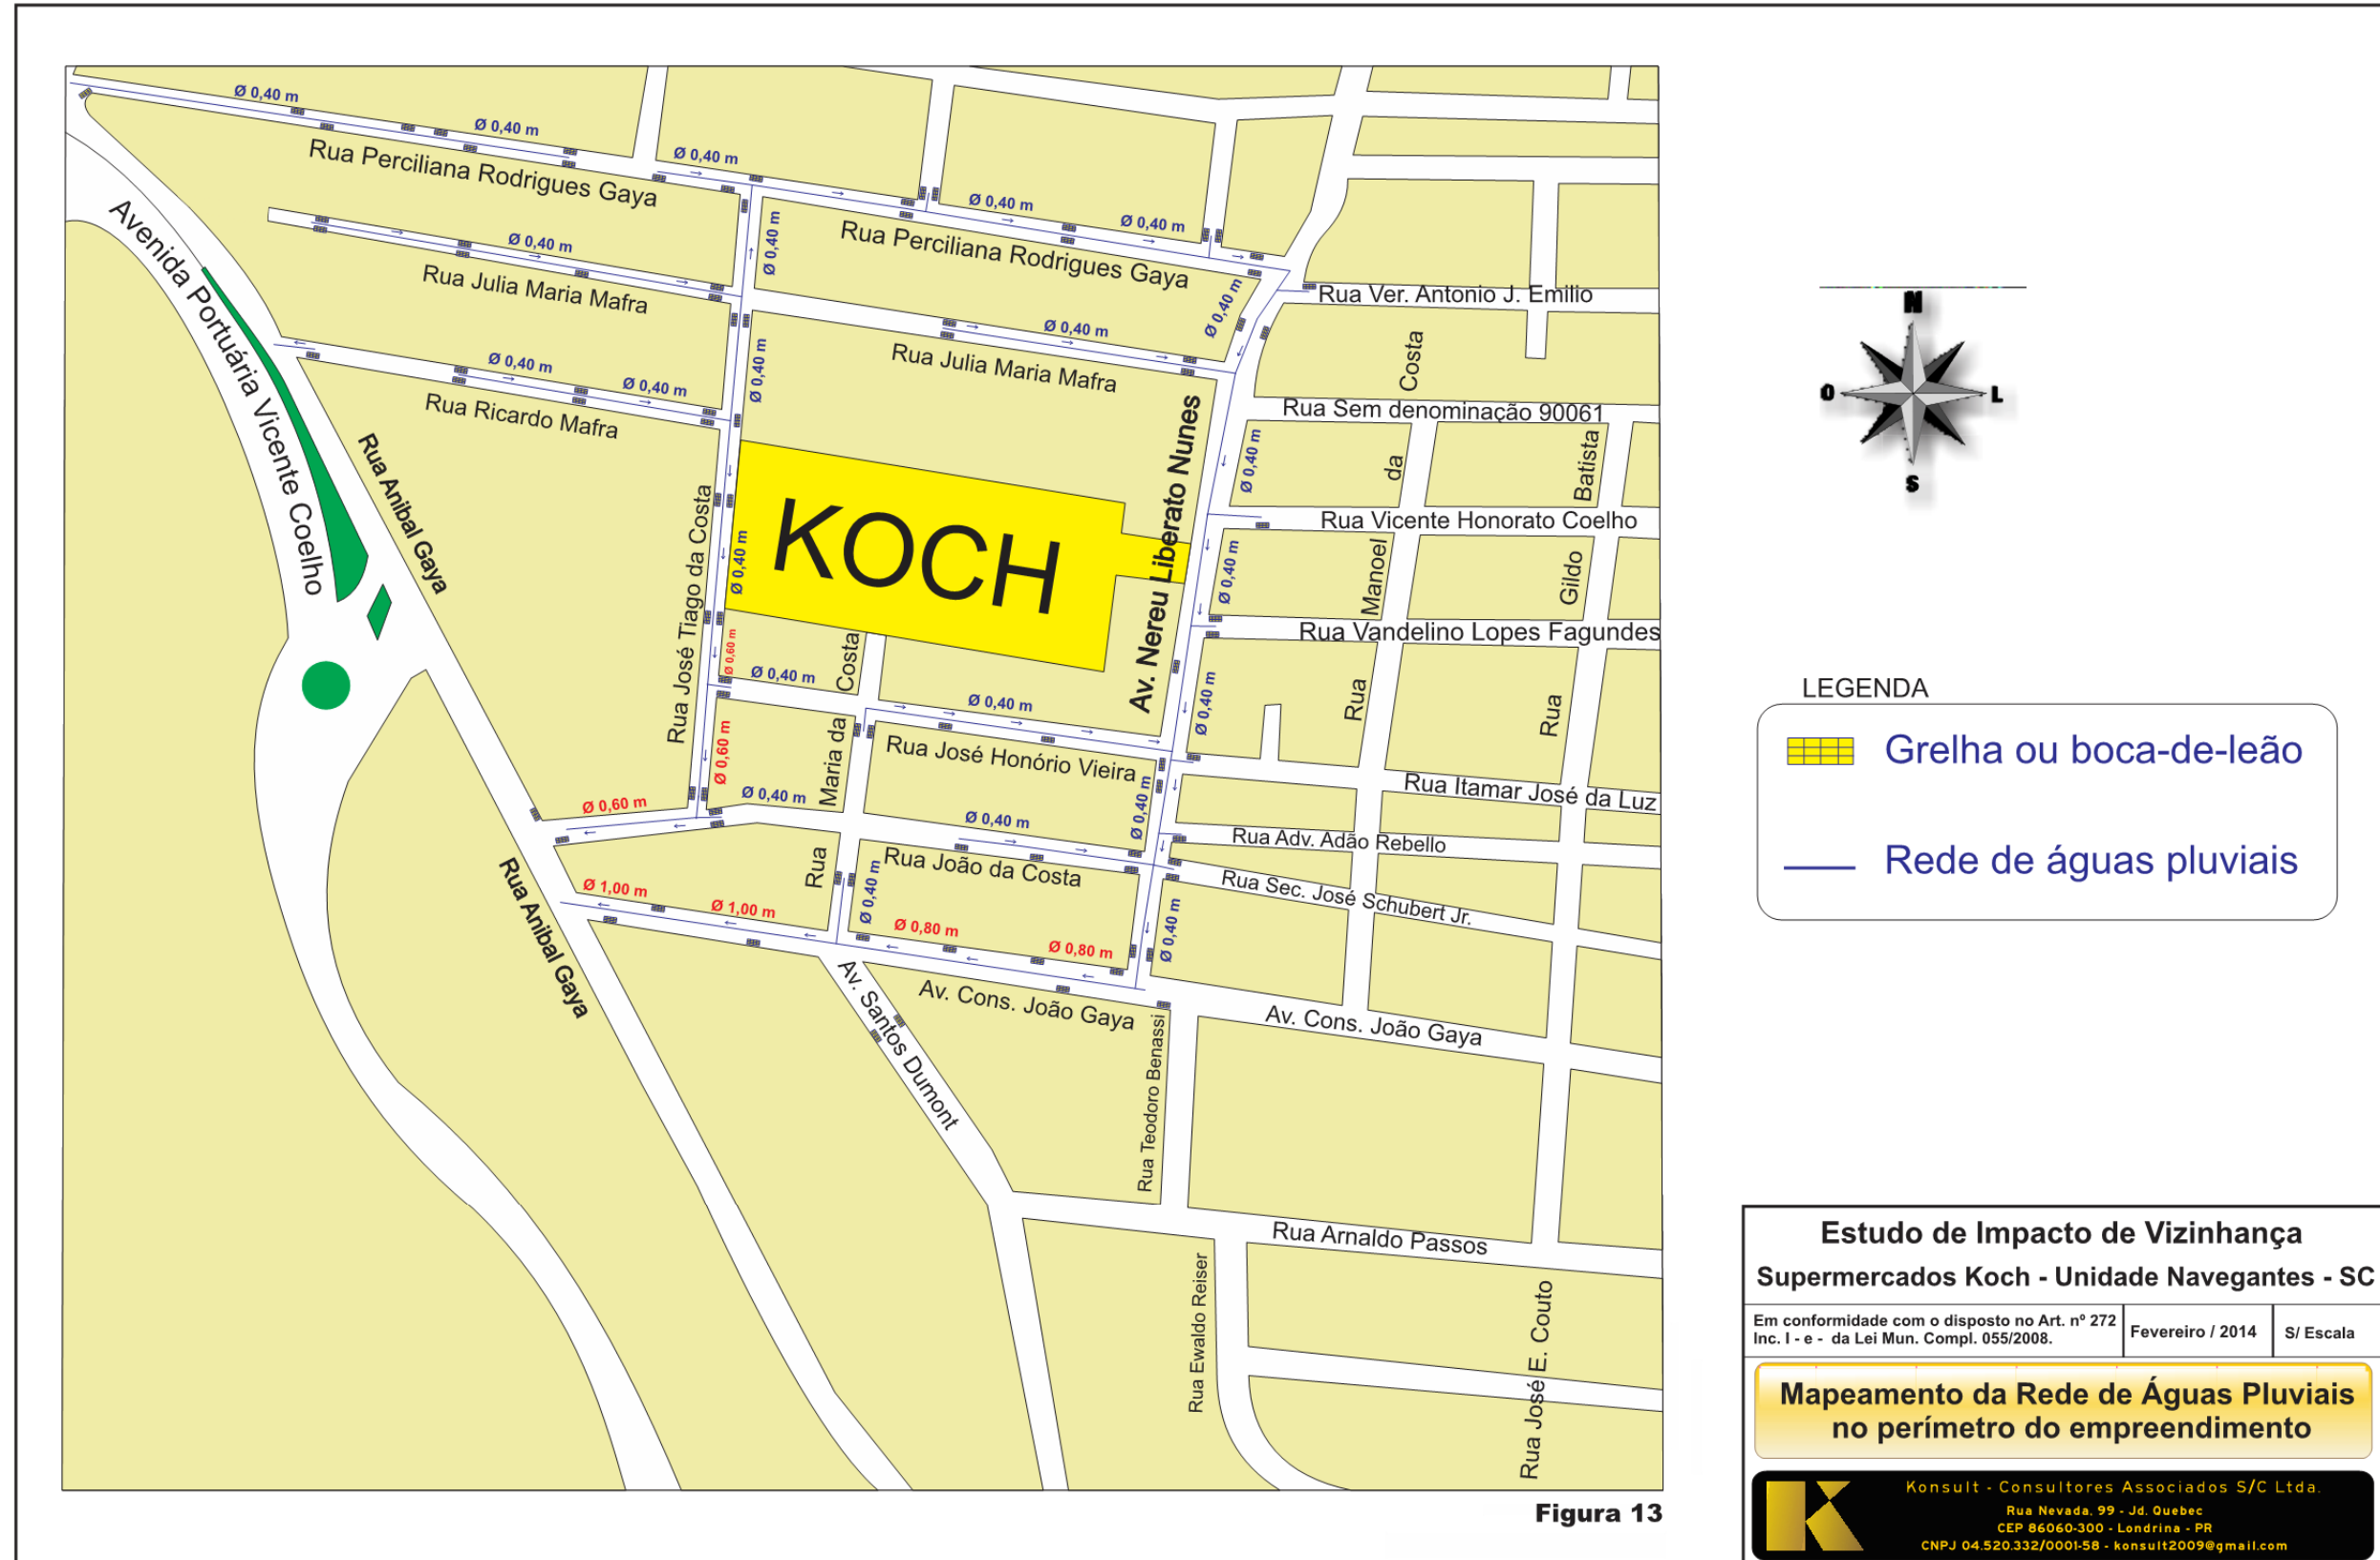 Ø 0,40 m
Ø 0,40 m
Ø 0,40 m
Rua Perciliana Rodrigues Gaya
Ø 0,40 m
Ø 0,40 m
Rua Perciliana Rodrigues Gaya
Ø 0,40 m
Ø 0,40 m
Rua Julia Maria Mafra
Ø 0,40 m
Rua Ver. Antonio J. Emilio
Ø 0,40 m
Rua Julia Maria Mafra
Ø 0,40 m
Ø 0,40 m
Ø 0,40 m
Rua Ricardo Mafra
Avenida Portuária Vicente Coelho
Rua Anibal Gaya
Rua José Tiago da Costa
KOCH
Av. Nereu Liberato Nunes
Rua Sem denominação 90061
Ø 0,40 m
Ø 0,40 m
Rua Vicente Honorato Coelho
Ø 0,40 m
Rua Vandelino Lopes Fagundes
Rua Manoel da Costa
Rua Gildo Batista
Ø 0,60 m
Ø 0,40 m
Rua Maria da Costa
Ø 0,40 m
Ø 0,40 m
Ø 0,60 m
Rua José Honório Vieira
Rua Itamar José da Luz
Ø 0,60 m
Ø 0,40 m
Ø 0,40 m
Ø 0,40 m
Rua Adv. Adão Rebello
Rua João da Costa
Rua Sec. José Schubert Jr.
Ø 1,00 m
Ø 1,00 m
Ø 0,40 m
Ø 0,80 m
Ø 0,80 m
Ø 0,40 m
Rua Anibal Gaya
Av. Santos Dumont
Av. Cons. João Gaya
Av. Cons. João Gaya
Rua Teodoro Benassi
Rua Arnaldo Passos
Rua Ewaldo Reiser
Rua José E. Couto
Figura 13
N
O
L
S
LEGENDA
Grelha ou boca-de-leão
Rede de águas pluviais
Estudo de Impacto de Vizinhança
Supermercados Koch - Unidade Navegantes - SC
Em conformidade com o disposto no Art. nº 272
Inc. I - e - da Lei Mun. Compl. 055/2008.
Fevereiro / 2014
S/ Escala
Mapeamento da Rede de Águas Pluviais
no perímetro do empreendimento
Konsult - Consultores Associados S/C Ltda.
Rua Nevada, 99 - Jd. Quebec
CEP 86060-300 - Londrina - PR
CNPJ 04.520.332/0001-58 - konsult2009@gmail.com